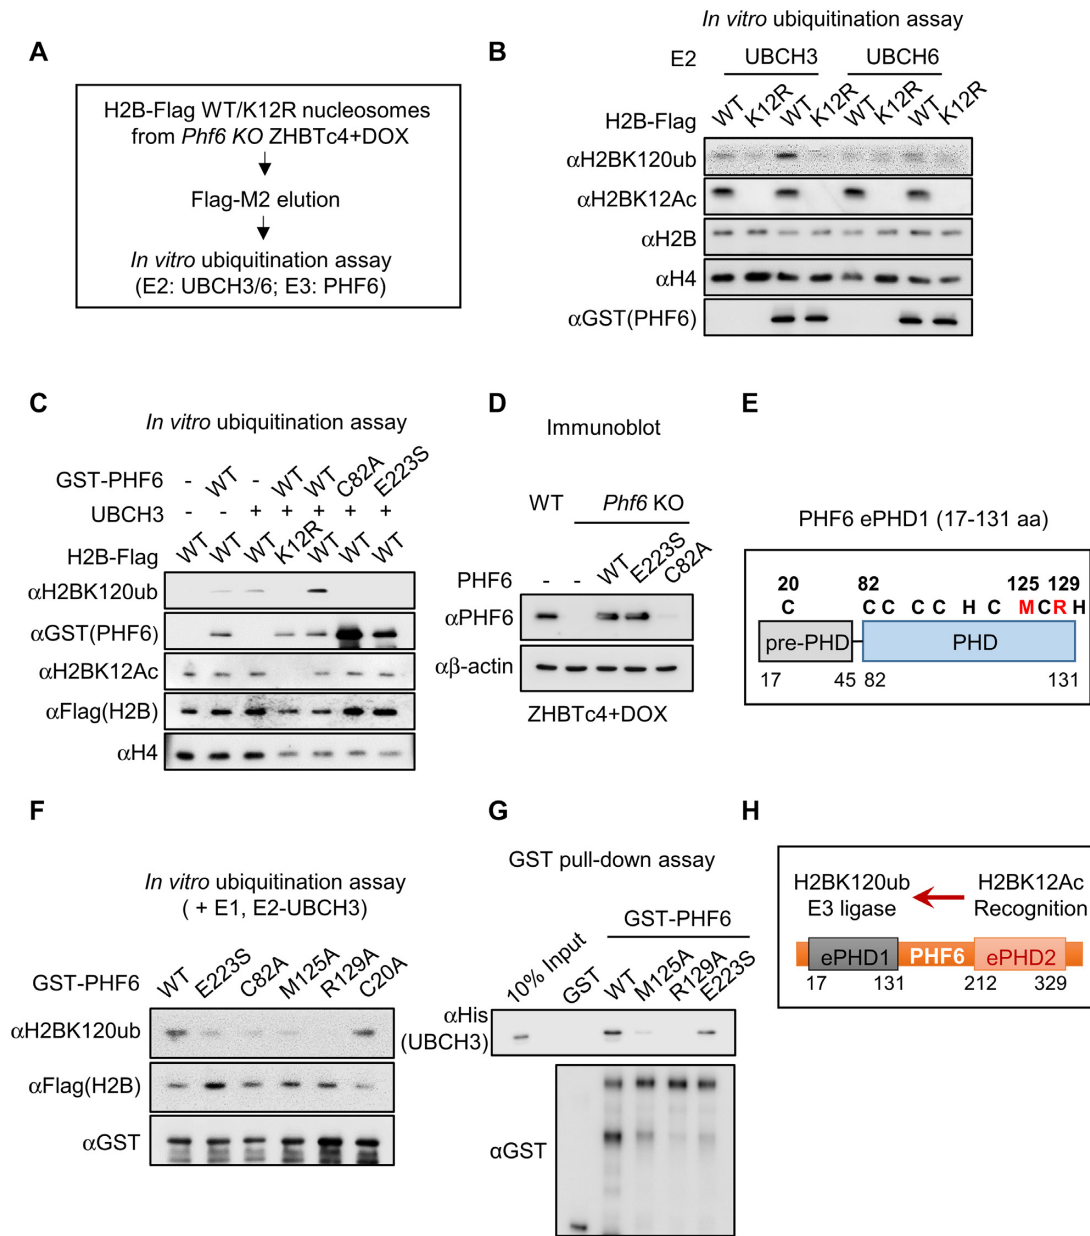 A
H2B-Flag WT/K12R nucleosomes
from Phf6 KO ZHBTc4+DOX
Flag-M2 elution
In vitro ubiquitination assay
(E2: UBCH3/6; E3: PHF6)
B
In vitro ubiquitination assay
E2 UBCH3 UBCH6
H2B-Flag WT K12R WT K12R WT K12R WT K12R
αH2BK120ub
αH2BK12Ac
αH2B
αH4
αGST(PHF6)
C
In vitro ubiquitination assay
GST-PHF6 - WT - WT WT C82A E223S
UBCH3 - - + + + + +
H2B-Flag WT WT WT K12R WT WT WT
αH2BK120ub
αGST(PHF6)
αH2BK12Ac
αFlag(H2B)
αH4
D
Immunoblot
WT Phf6 KO
PHF6 - - WT E223S C82A
αPHF6
αβ-actin
ZHBTc4+DOX
E
PHF6 ePHD1 (17-131 aa)
20 82 125 129
C C C C C H C M C R H
pre-PHD PHD
17 45 82 131
F
In vitro ubiquitination assay
( + E1, E2-UBCH3)
GST-PHF6 WT E223S C82A M125A R129A C20A
αH2BK120ub
αFlag(H2B)
αGST
G
GST pull-down assay
GST-PHF6
10% Input GST WT M125A R129A E223S
αHis
(UBCH3)
αGST
H
H2BK120ub H2BK12Ac
E3 ligase Recognition
ePHD1 PHF6 ePHD2
17 131 212 329